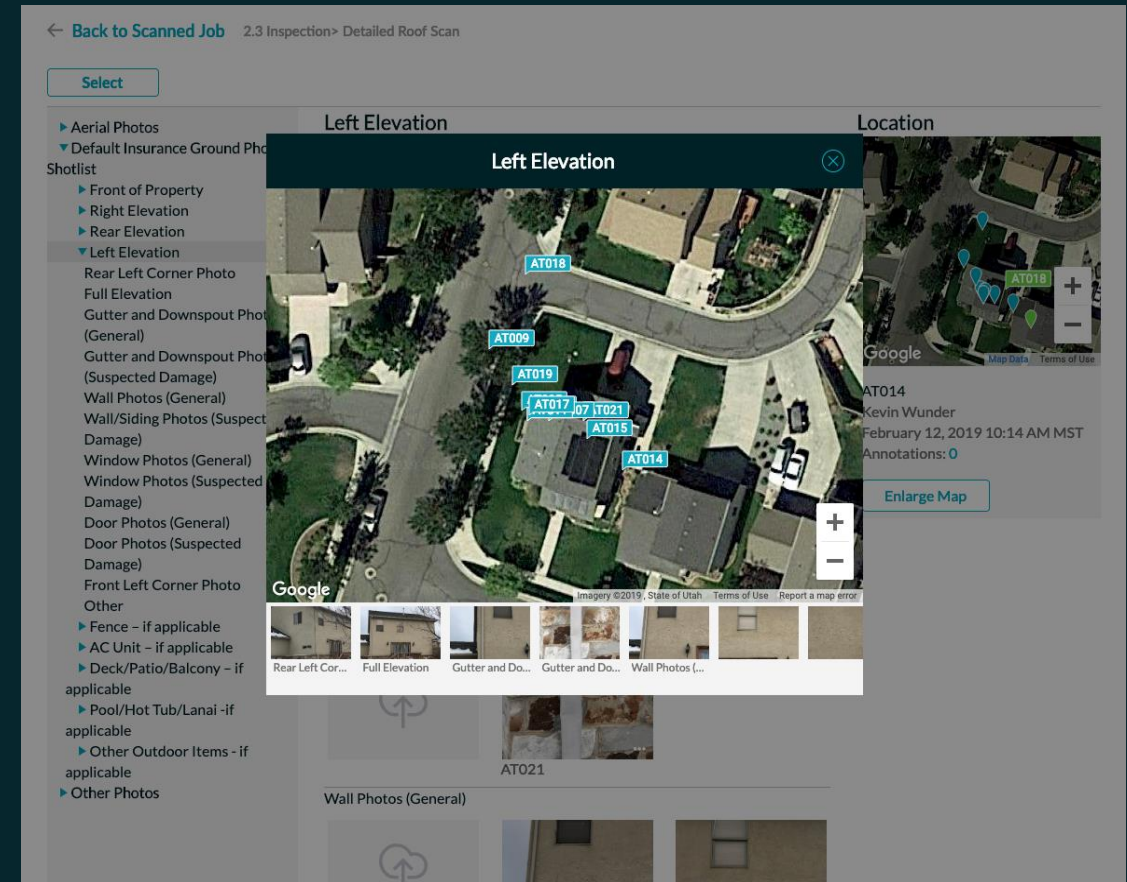 Back to Scanned Job
2.3 Inspection> Detailed Roof Scan
Select
Aerial Photos
Default Insurance Ground
Shotlist
Front of Property
Right Elevation
Rear Elevation
Left Elevation
Rear Left Corner Photo
Full Elevation
Gutter and Downspout
(General)
Gutter and Downspout
(Suspected Damage)
Wall Photos (General)
Wall/Siding Photos
Damage)
Window Photos (General)
Window Photos (Suspected
Damage)
Door Photos (General)
Door Photos (Suspected
Damage)
Front Left Corner Photo
Other
Fence – if applicable
AC Unit – if applicable
Deck/Patio/Balcony – if
applicable
Pool/Hot Tub/Lanai -if
applicable
Other Outdoor Items - if
applicable
Other Photos
Left Elevation
Left Elevation
AT018
AT009
AT019
AT017
07
AT021
AT015
AT014
+
−
Google
Imagery ©2019 , State of Utah
Terms of Use
Report a map error
Rear Left Cor...
Full Elevation
Gutter and Do...
Gutter and Do...
Wall Photos (...
AT021
Wall Photos (General)
Location
AT018
+
−
Google
Map Data
Terms of Use
AT014
Kevin Wunder
February 12, 2019 10:14 AM MST
Annotations: 0
Enlarge Map